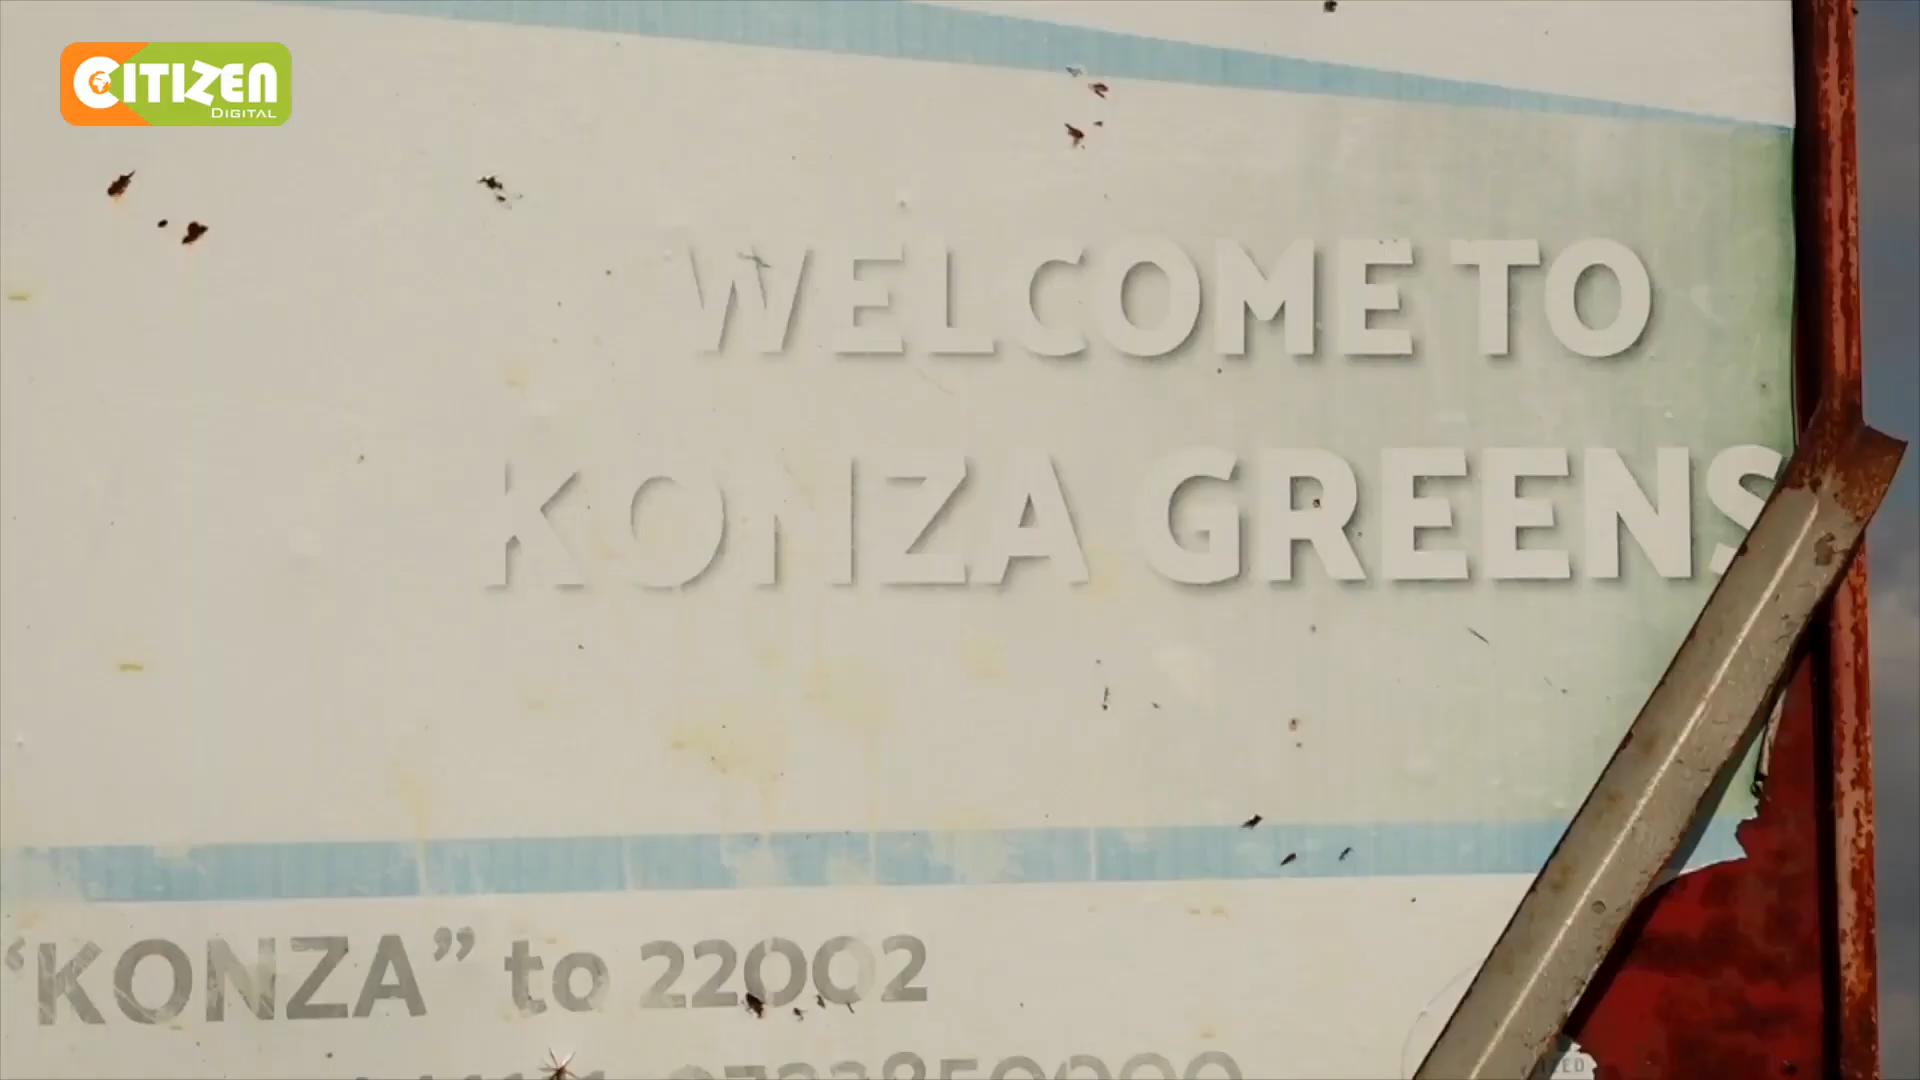 CITIZEN
DIGITAL
WELCOME TO
KONZA GREENS
“KONZA” to 22002